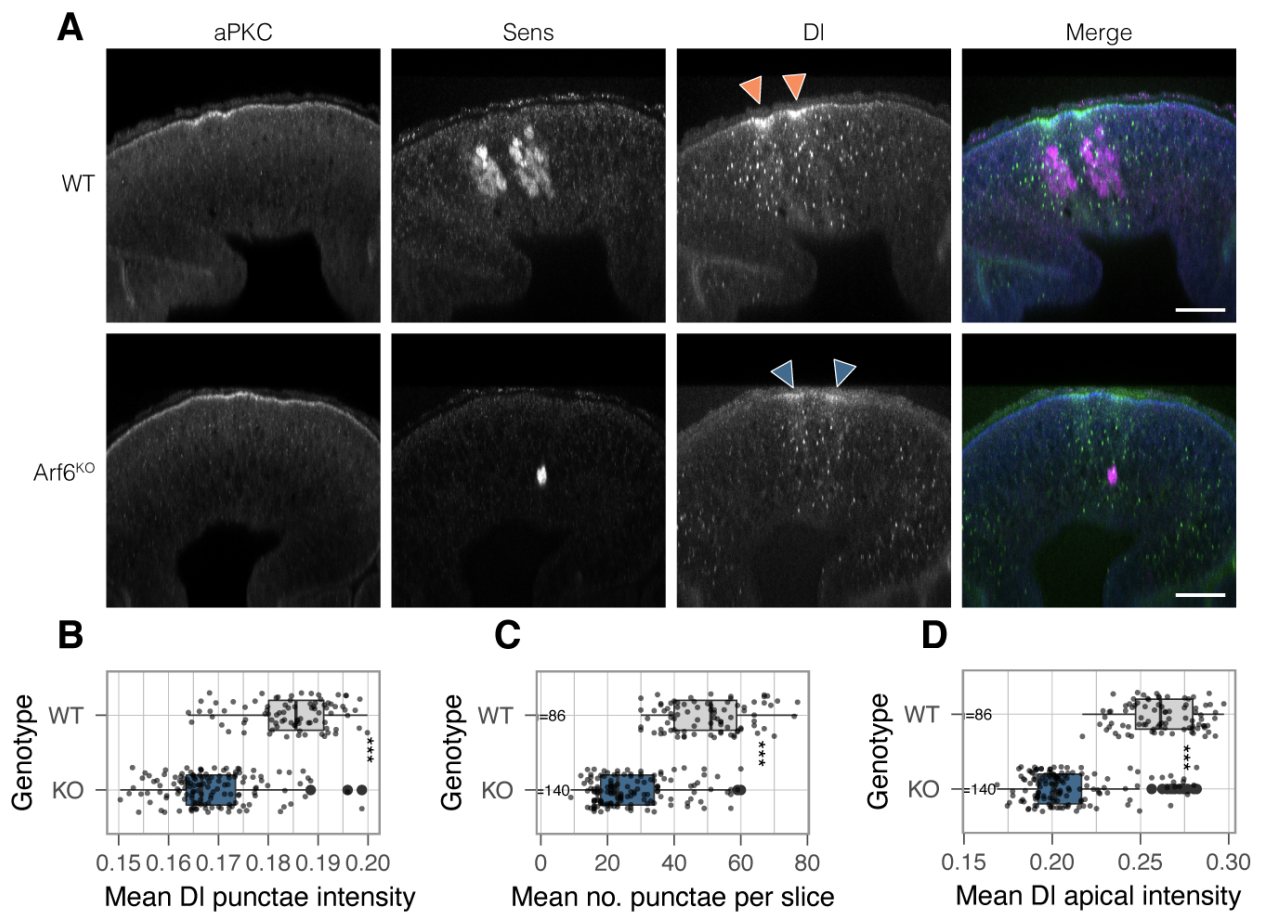 A
aPKC
Sens
Dl
Merge
WT
Arf6KO
B
C
D
Genotype
WT
KO
***
0.15 0.16 0.17 0.18 0.19 0.20
Mean Dl punctae intensity
Genotype
WT
=86
KO
=140
***
0 20 40 60 80
Mean no. punctae per slice
Genotype
WT
=86
KO
=140
***
0.15 0.20 0.25 0.30
Mean Dl apical intensity